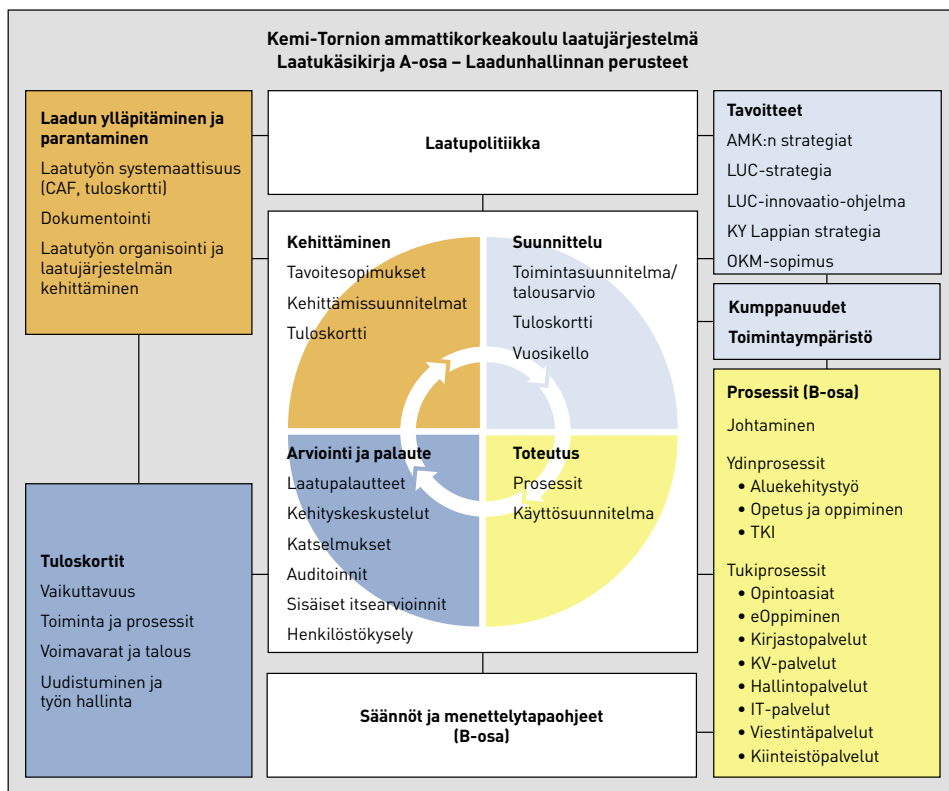 Kemi-Tornion ammattikorkeakoulu laatujärjestelmä
Laatukäsikirja A-osa – Laadunhallinnan perusteet
Laadun ylläpitäminen ja
parantaminen
Laatutyön systemaattisuus
(CAF, tuloskortti)
Dokumentointi
Laatutyön organisointi ja
laatujärjestelmän
kehittäminen
Laatupolitiikka
Tavoitteet
AMK:n strategiat
LUC-strategia
LUC-innovaatio-ohjelma
KY Lappian strategia
OKM-sopimus
Kehittäminen
Tavoitesopimukset
Kehittämissuunnitelmat
Tuloskortti
Suunnittelu
Toimintasuunnitelma/
talousarvio
Tuloskortti
Vuosikello
Kumppanuudet
Toimintaympäristö
Arviointi ja palaute
Laatupalautteet
Kehityskeskustelut
Katselmukset
Auditoinnit
Sisäiset itsearvioinnit
Henkilöstökysely
Toteutus
Prosessit
Käyttösuunnitelma
Prosessit (B-osa)
Johtaminen
Ydinprosessit
• Aluekehitystyö
• Opetus ja oppiminen
• TKI
Tukiprosessit
• Opintoasiat
• eOppiminen
• Kirjastopalvelut
• KV-palvelut
• Hallintopalvelut
• IT-palvelut
• Viestintäpalvelut
• Kiinteistöpalvelut
Tuloskortit
Vaikuttavuus
Toiminta ja prosessit
Voimavarat ja talous
Uudistuminen ja
työn hallinta
Säännöt ja menettelytapaohjeet
(B-osa)